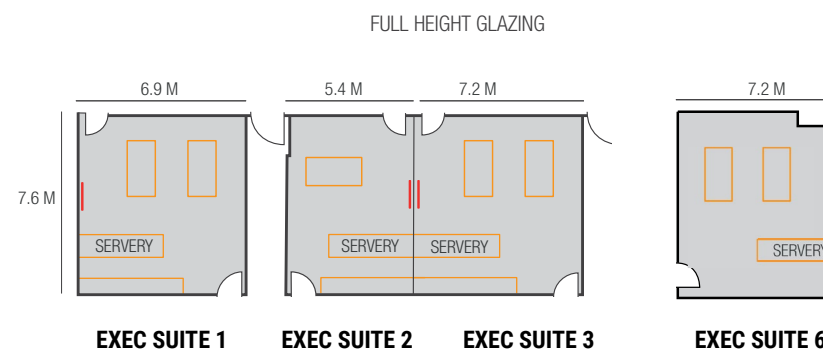 FULL HEIGHT GLAZING
6.9 M
5.4 M
7.2 M
7.2 M
7.6 M
SERVERY
SERVERY
SERVERY
SERVERY
EXEC SUITE 1
EXEC SUITE 2
EXEC SUITE 3
EXEC SUITE 6